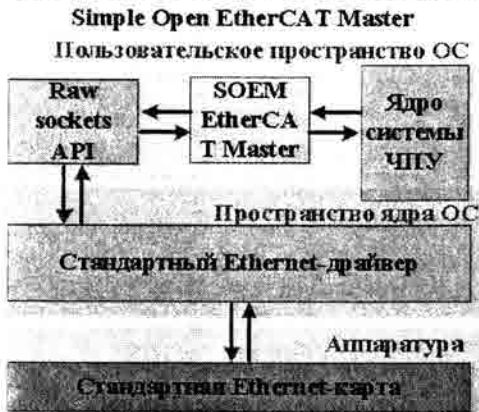 Simple Open EtherCAT Master
Пользовательское пространство ОС
Raw
sockets
API
SOEM
EtherCA
T Master
Ядро
системы
ЧПУ
Пространство ядра ОС
Стандартный Ethernet-драйвер
Аппаратура
Стандартная Ethernet-карта